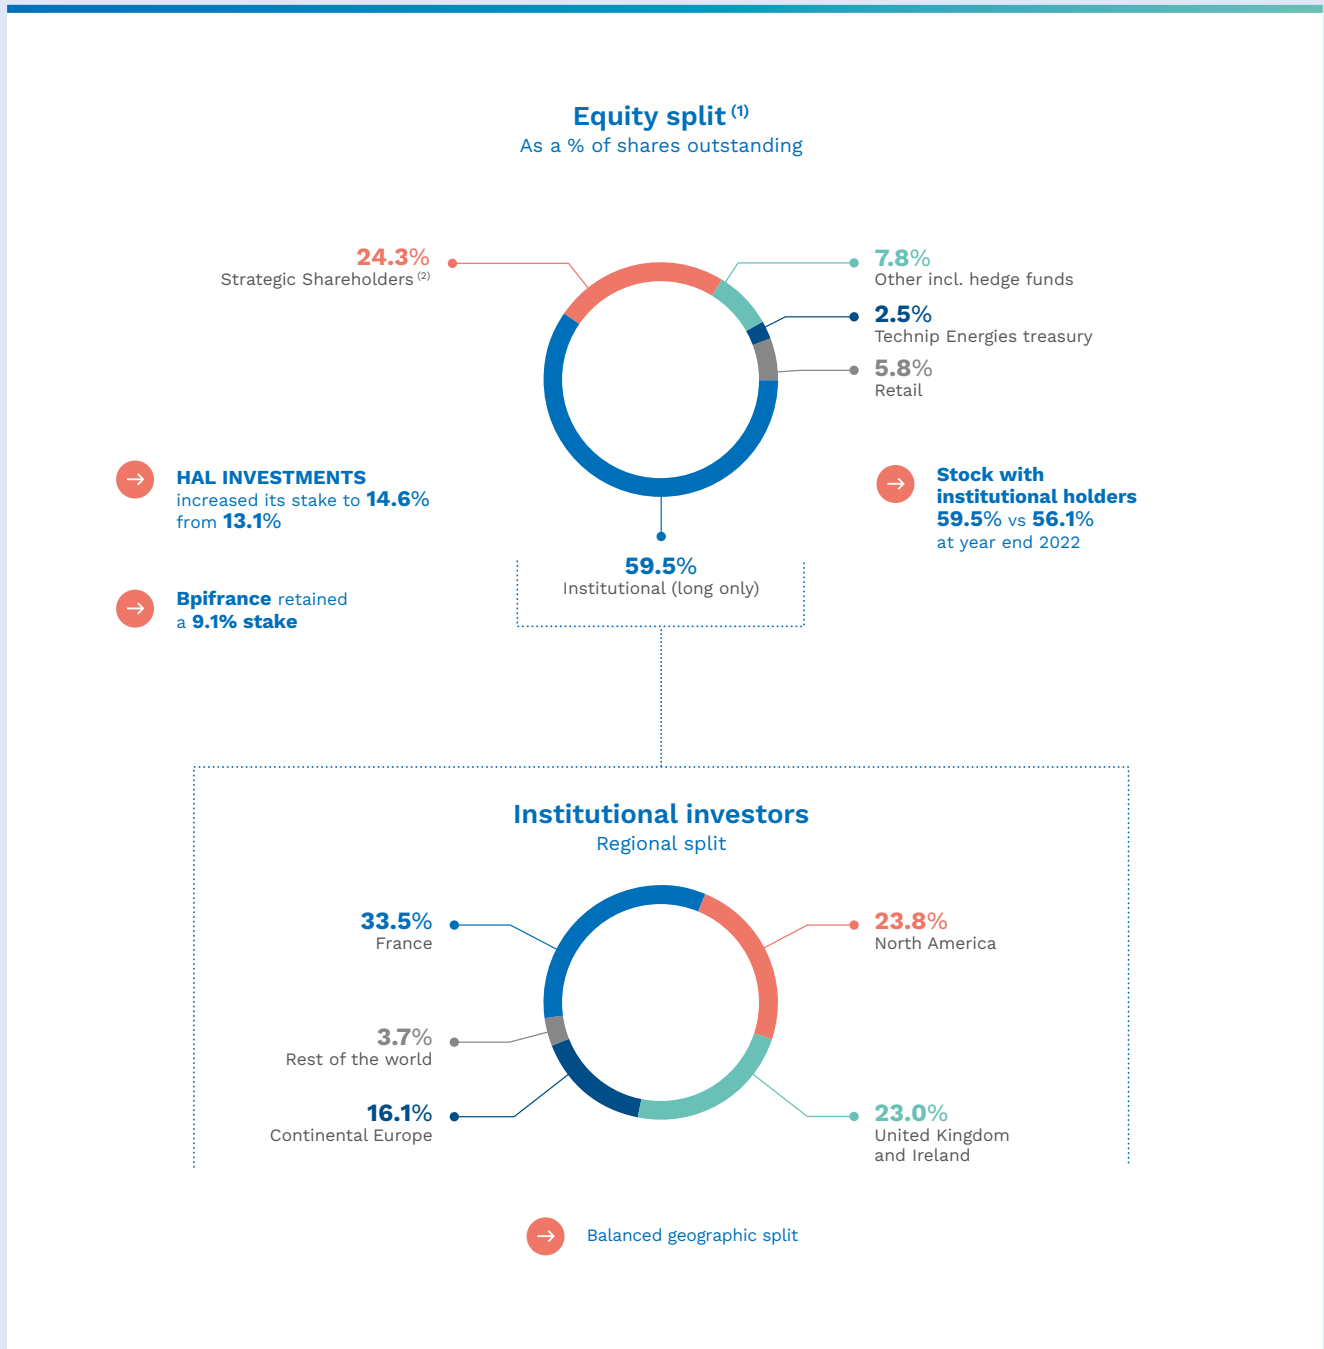 Equity split (1)
As a % of shares outstanding
24.3%
Strategic Shareholders (2)
7.8%
Other incl. hedge funds
2.5%
Technip Energies treasury
5.8%
Retail
HAL INVESTMENTS
increased its stake to 14.6%
from 13.1%
Bpifrance retained
a 9.1% stake
Stock with
institutional holders
59.5% vs 56.1%
at year end 2022
59.5%
Institutional (long only)
Institutional investors
Regional split
33.5%
France
3.7%
Rest of the world
16.1%
Continental Europe
23.8%
North America
23.0%
United Kingdom
and Ireland
Balanced geographic split